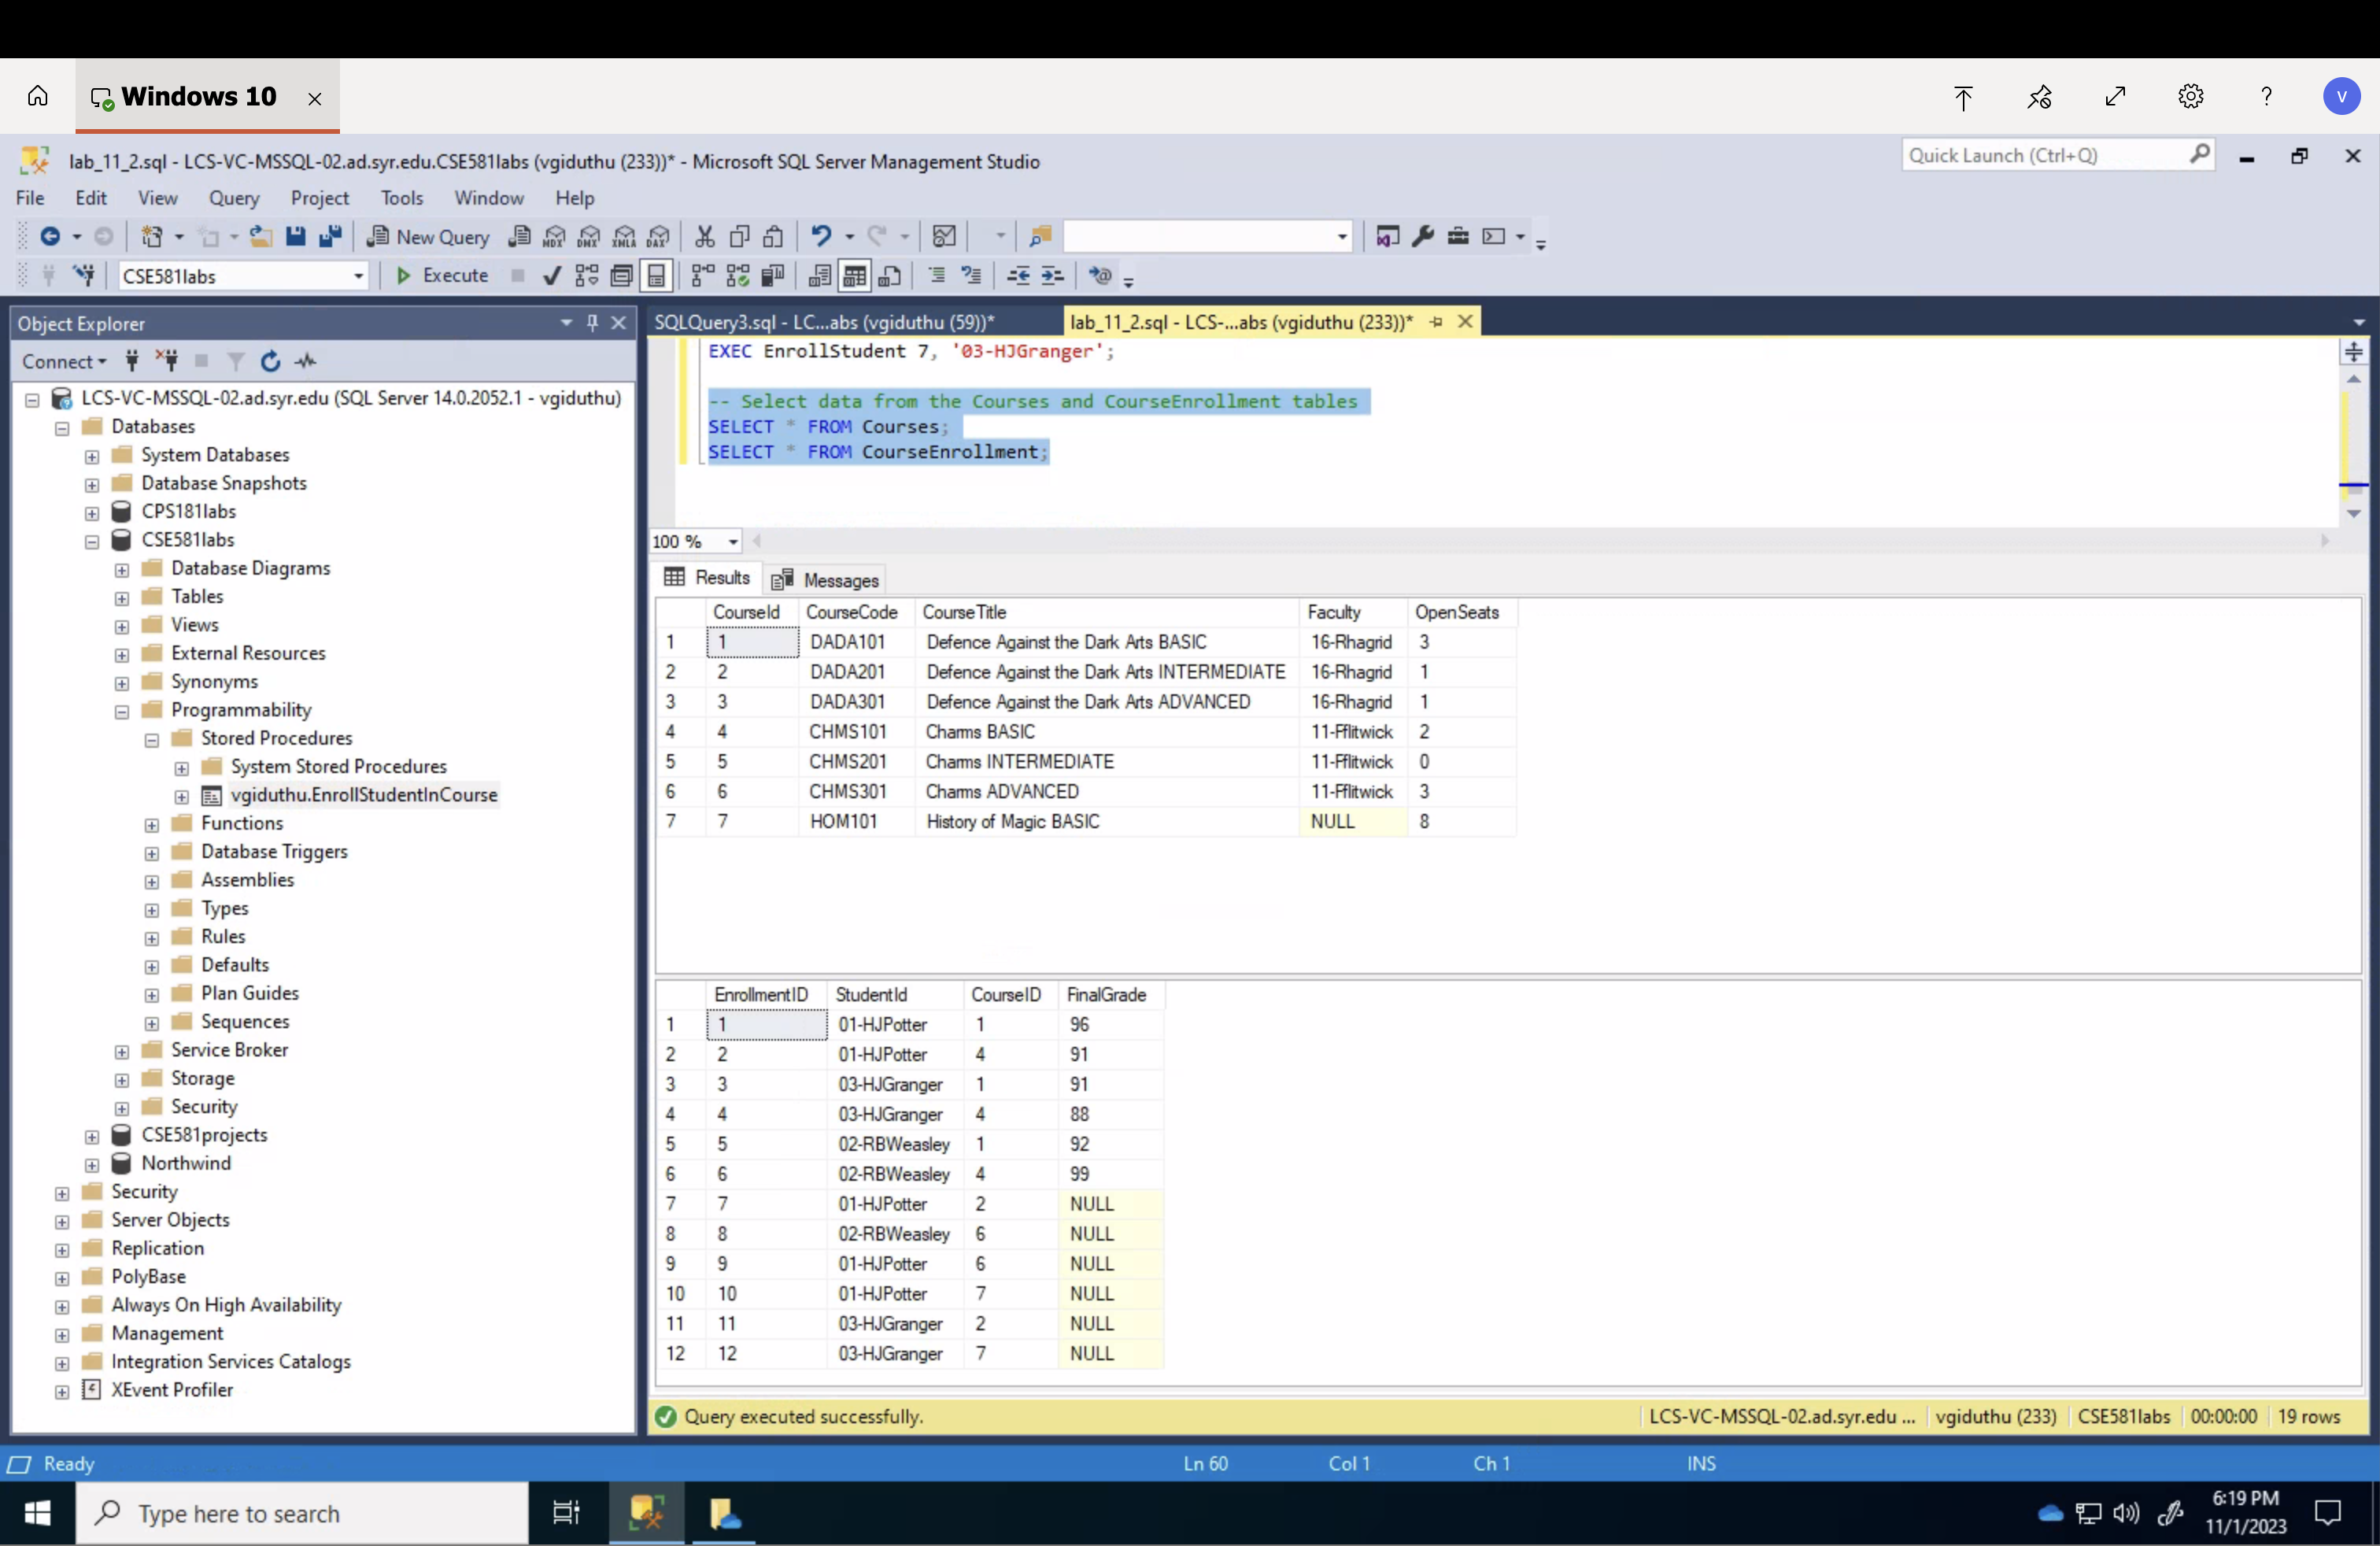 Windows 10
?
V
lab_11_2.sql - LCS-VC-MSSQL-02.ad.syr.edu.CSE581labs (vgiduthu (233))* - Microsoft SQL Server Management Studio
Quick Launch (Ctrl+Q)
File Edit View Query Project Tools Window Help
New Query MDX DMX XMLA DAX
CSE581labs Execute
Object Explorer
Connect
LCS-VC-MSSQL-02.ad.syr.edu (SQL Server 14.0.2052.1 - vgiduthu)
Databases
System Databases
Database Snapshots
CPS181labs
CSE581labs
Database Diagrams
Tables
Views
External Resources
Synonyms
Programmability
Stored Procedures
System Stored Procedures
vgiduthu.EnrollStudentInCourse
Functions
Database Triggers
Assemblies
Types
Rules
Defaults
Plan Guides
Sequences
Service Broker
Storage
Security
CSE581projects
Northwind
Security
Server Objects
Replication
PolyBase
Always On High Availability
Management
Integration Services Catalogs
XEvent Profiler
SQLQuery3.sql - LC...abs (vgiduthu (59))*
lab_11_2.sql - LCS-...abs (vgiduthu (233))*
EXEC EnrollStudent 7, '03-HJGranger';
-- Select data from the Courses and CourseEnrollment tables
SELECT * FROM Courses;
SELECT * FROM CourseEnrollment;
100 %
Results Messages
CourseId CourseCode CourseTitle Faculty OpenSeats
1 1 DADA101 Defence Against the Dark Arts BASIC 16-Rhagrid 3
2 2 DADA201 Defence Against the Dark Arts INTERMEDIATE 16-Rhagrid 1
3 3 DADA301 Defence Against the Dark Arts ADVANCED 16-Rhagrid 1
4 4 CHMS101 Charms BASIC 11-Fflitwick 2
5 5 CHMS201 Charms INTERMEDIATE 11-Fflitwick 0
6 6 CHMS301 Charms ADVANCED 11-Fflitwick 3
7 7 HOM101 History of Magic BASIC NULL 8
EnrollmentID StudentId CourseID FinalGrade
1 1 01-HJPotter 1 96
2 2 01-HJPotter 4 91
3 3 03-HJGranger 1 91
4 4 03-HJGranger 4 88
5 5 02-RBWeasley 1 92
6 6 02-RBWeasley 4 99
7 7 01-HJPotter 2 NULL
8 8 02-RBWeasley 6 NULL
9 9 01-HJPotter 6 NULL
10 10 01-HJPotter 7 NULL
11 11 03-HJGranger 2 NULL
12 12 03-HJGranger 7 NULL
Query executed successfully. LCS-VC-MSSQL-02.ad.syr.edu ... vgiduthu (233) CSE581labs 00:00:00 19 rows
Ready Ln 60 Col 1 Ch 1 INS
Type here to search
6:19 PM
11/1/2023